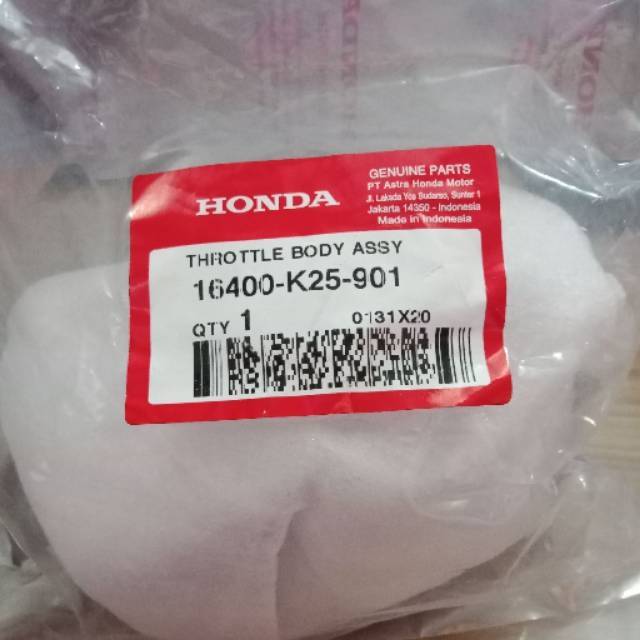 HONDA
GENUINE PARTS
PT Astra Honda Motor
Jl. Laksda Yos Sudarso, Sunter 1
Jakarta 14350 - Indonesia
Made in Indonesia
THROTTLE BODY ASSY
16400-K25-901
QTY 1 0131X20